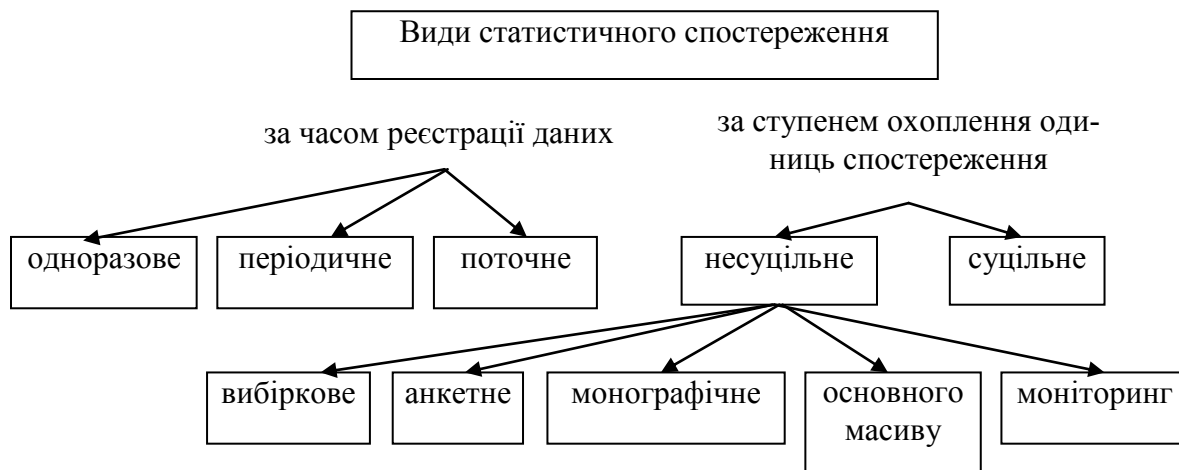 Види статистичного спостереження
за часом реєстрації даних
за ступенем охоплення оди-
ниць спостереження
одноразове
періодичне
поточне
несуцільне
суцільне
вибіркове
анкетне
монографічне
основного
масиву
моніторинг